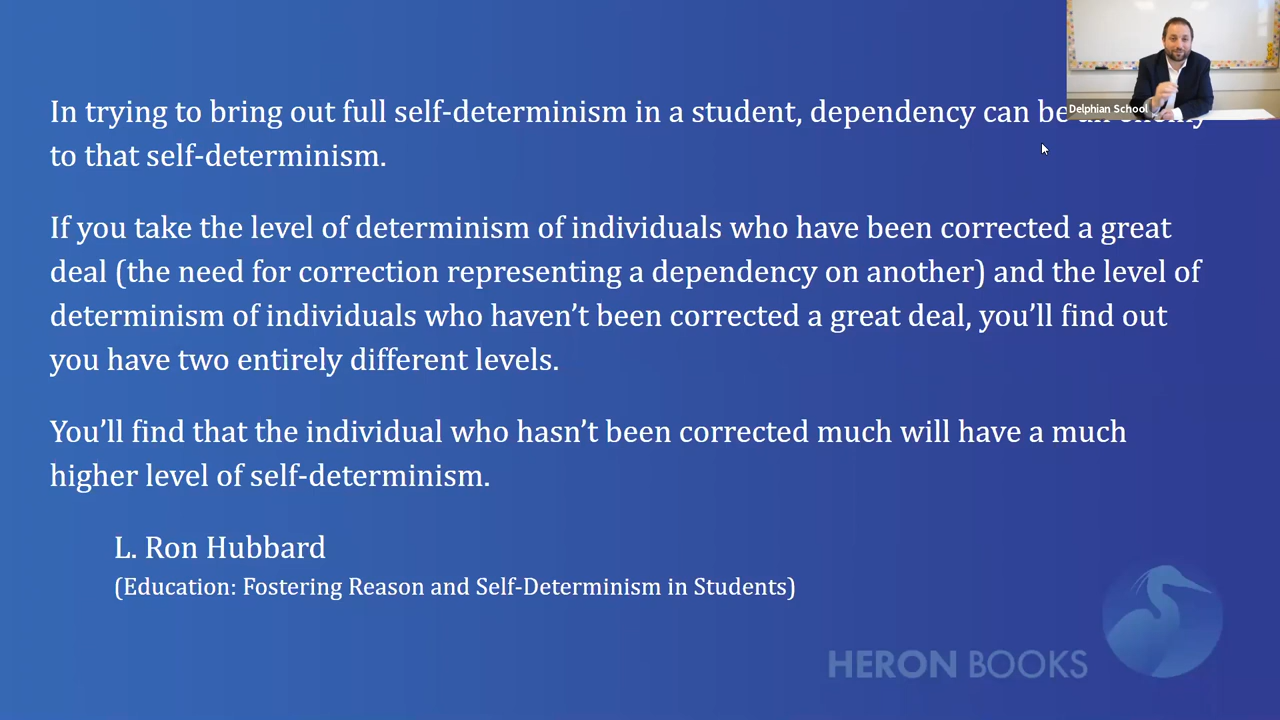 In trying to bring out full self-determinism in a student, dependency can be
to that self-determinism.
If you take the level of determinism of individuals who have been corrected a great
deal (the need for correction representing a dependency on another) and the level of
determinism of individuals who haven’t been corrected a great deal, you’ll find out
you have two entirely different levels.
You’ll find that the individual who hasn’t been corrected much will have a much
higher level of self-determinism.
L. Ron Hubbard
(Education: Fostering Reason and Self-Determinism in Students)
HERON BOOKS
Delphian School